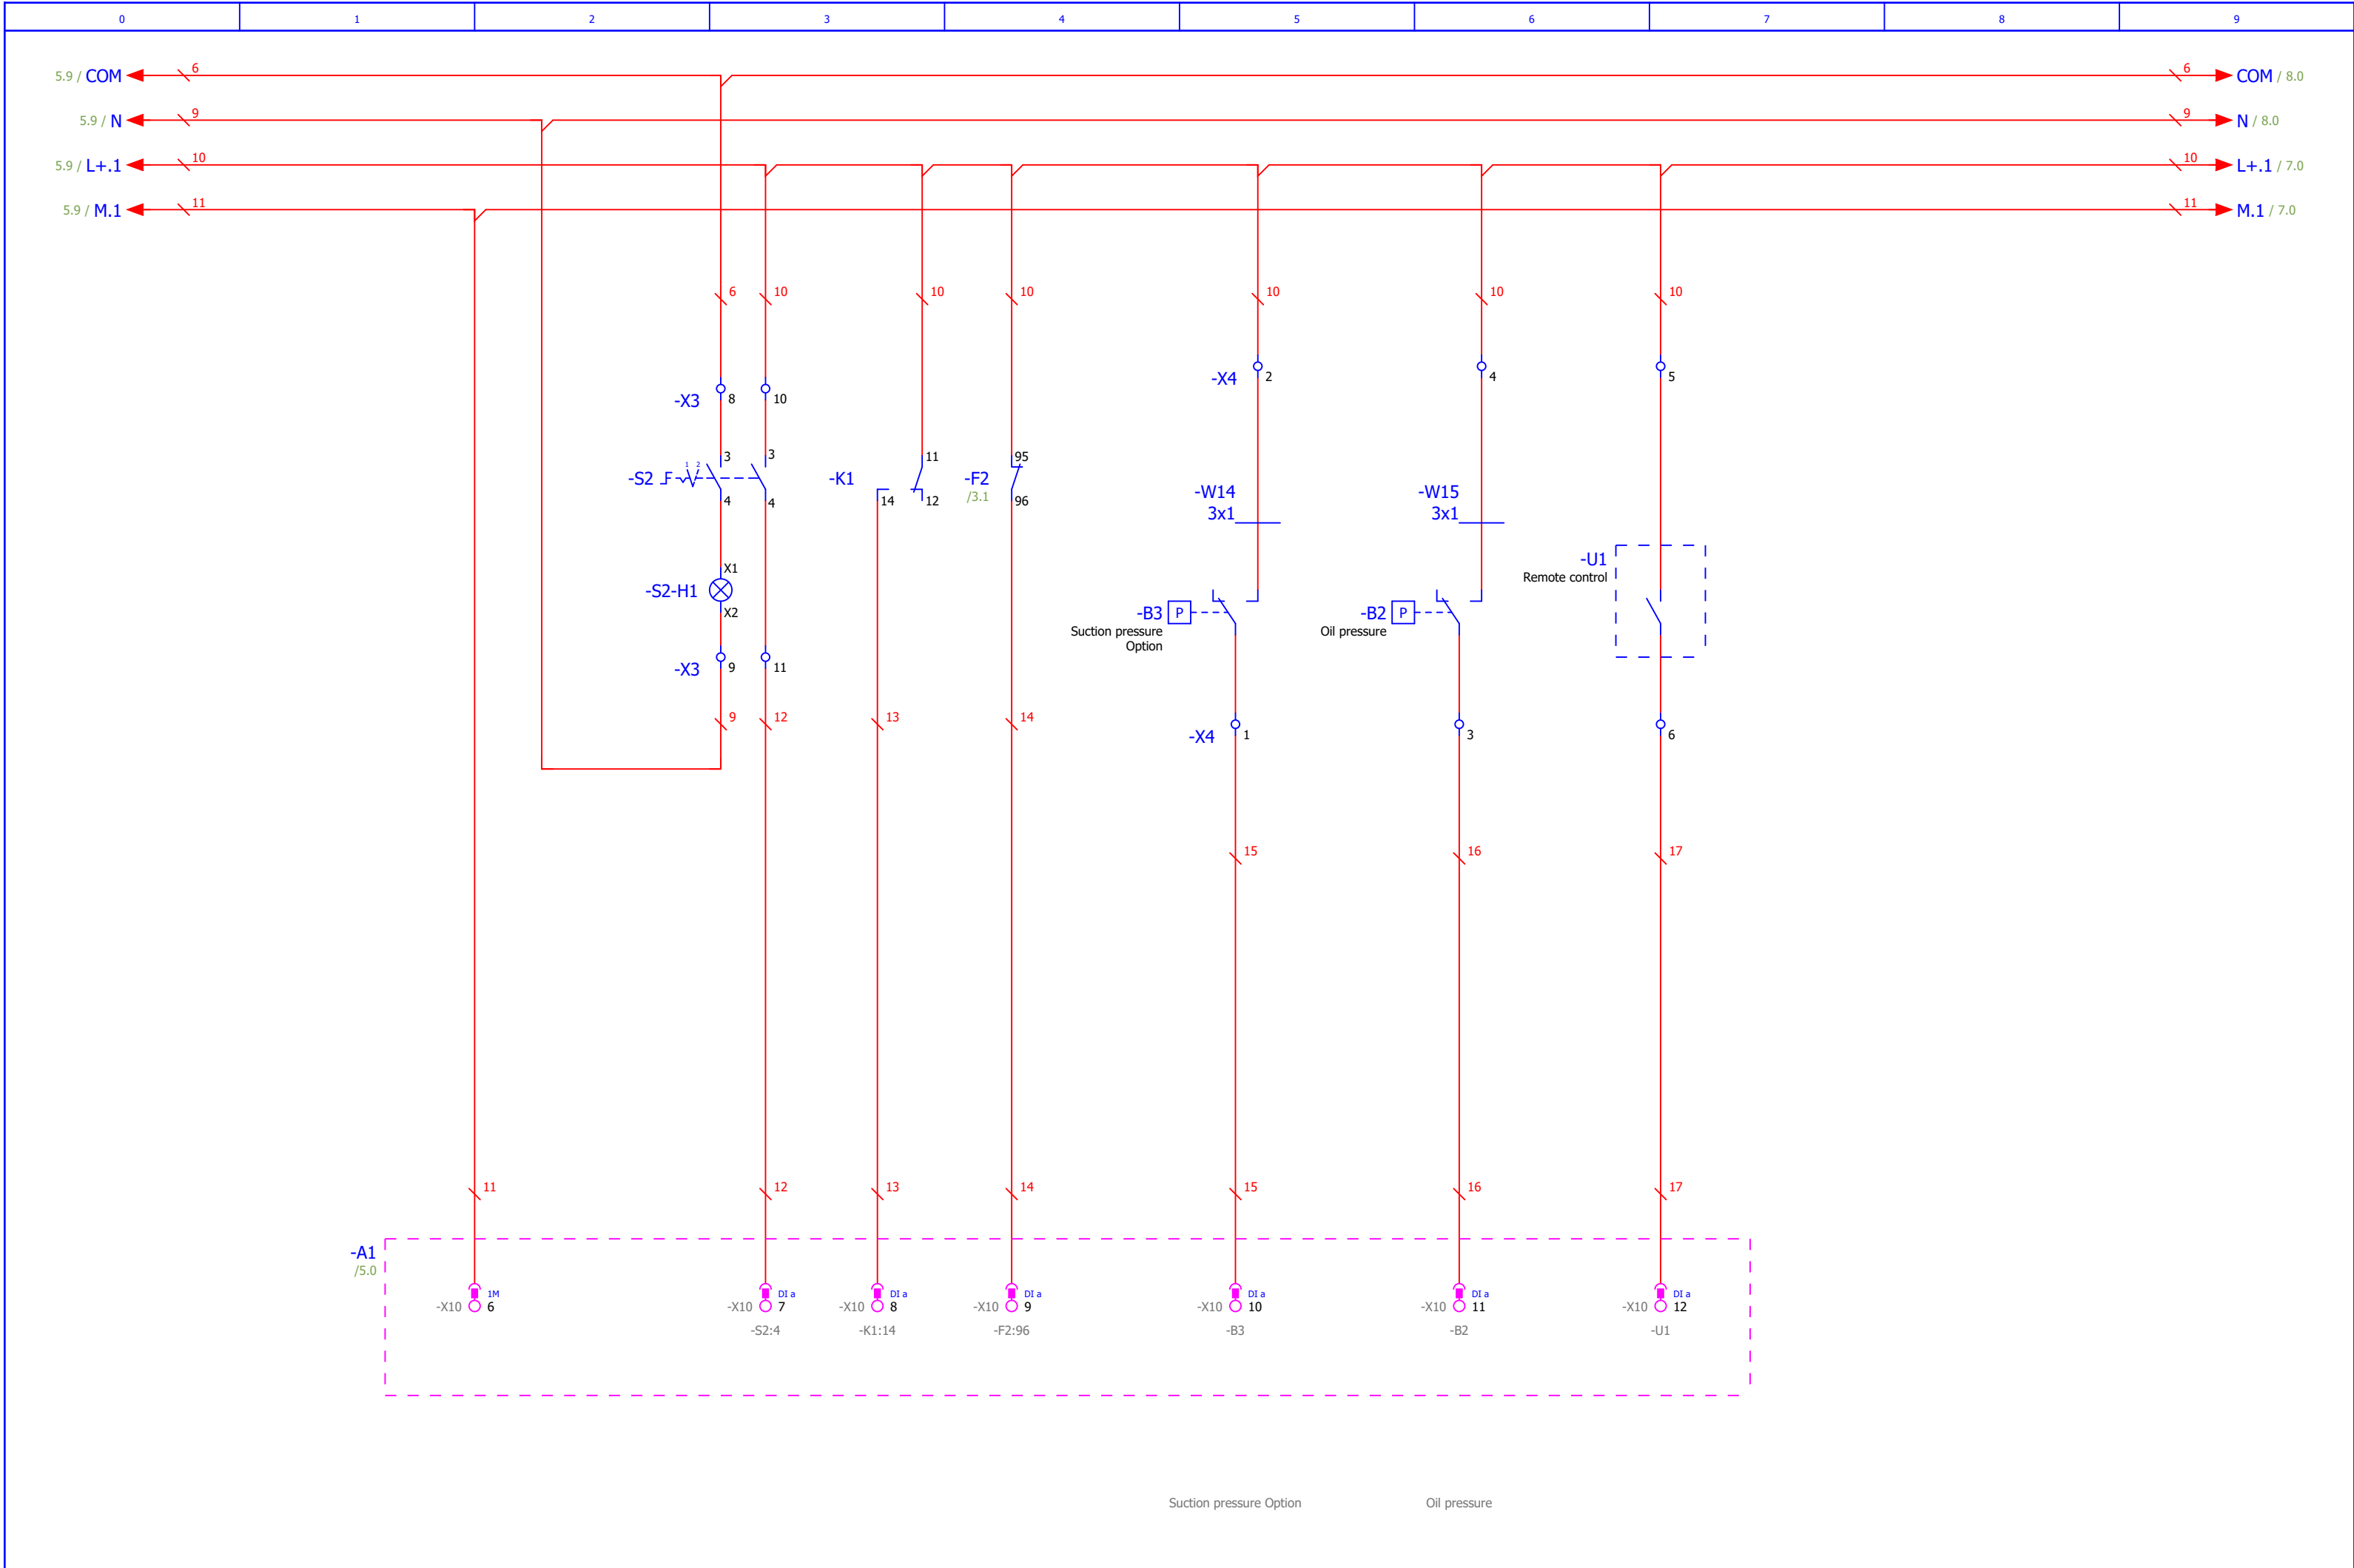 0 1 2 3 4 5 6 7 8 9
5.9 / COM 6 6 COM / 8.0
5.9 / N 9 9 N / 8.0
5.9 / L+.1 10 10 L+.1 / 7.0
5.9 / M.1 11 11 M.1 / 7.0
6 10 10 10 10 10 10
-X3 8 10 -X4 2 4 5
-S2 1 2 3 3 -K1 11 -F2 95
/3.1
4 4 14 12 96
-W14 -W15
3x1 3x1
-U1
Remote control
-S2-H1 X1
X2
-B3 P -B2 P
Suction pressure Oil pressure
Option
-X3 9 11
9 12 13 14 -X4 1 3 6
15 16 17
11 12 13 14 15 16 17
-A1
/5.0
1M DI a DI a DI a DI a DI a DI a
-X10 6 -X10 7 -X10 8 -X10 9 -X10 10 -X10 11 -X10 12
-S2:4 -K1:14 -F2:96 -B3 -B2 -U1
Suction pressure Option Oil pressure